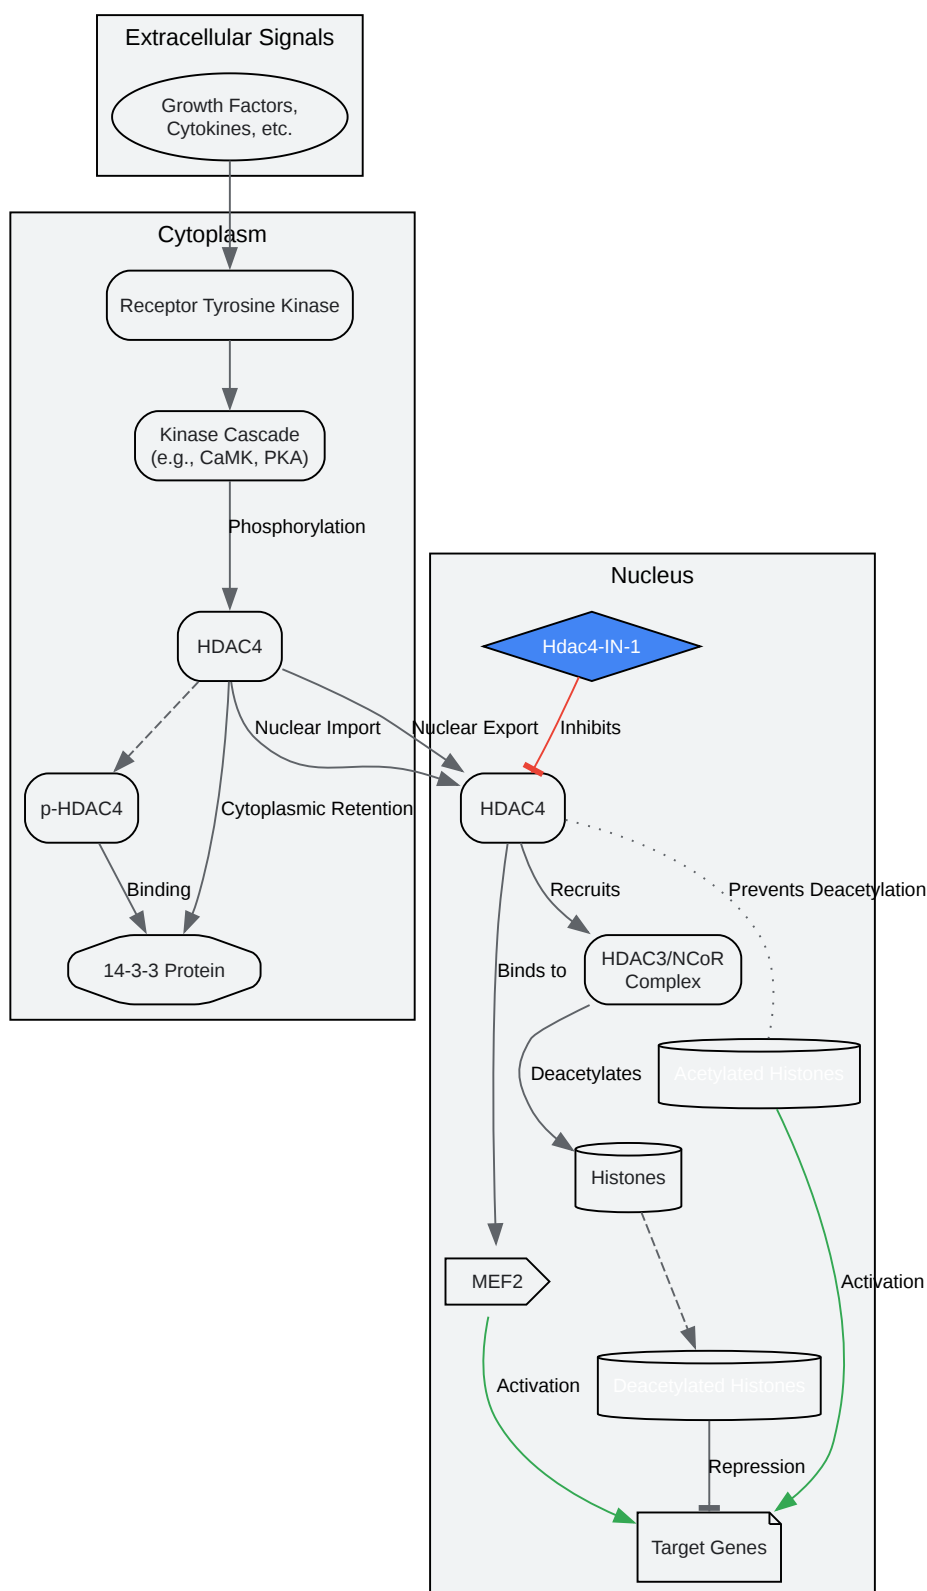 Extracellular Signals
Growth Factors,
Cytokines, etc.
Cytoplasm
Receptor Tyrosine Kinase
Kinase Cascade
(e.g., CaMK, PKA)
Phosphorylation
Nucleus
HDAC4
Hdac4-IN-1
Nuclear Import
Nuclear Export
Inhibits
p-HDAC4
Cytoplasmic Retention
HDAC4
Binding
Recruits
Prevents Deacetylation
14-3-3 Protein
Binds to
HDAC3/NCoR
Complex
Deacetylates
Acetylated Histones
Histones
MEF2
Activation
Activation
Deacetylated Histones
Repression
Target Genes